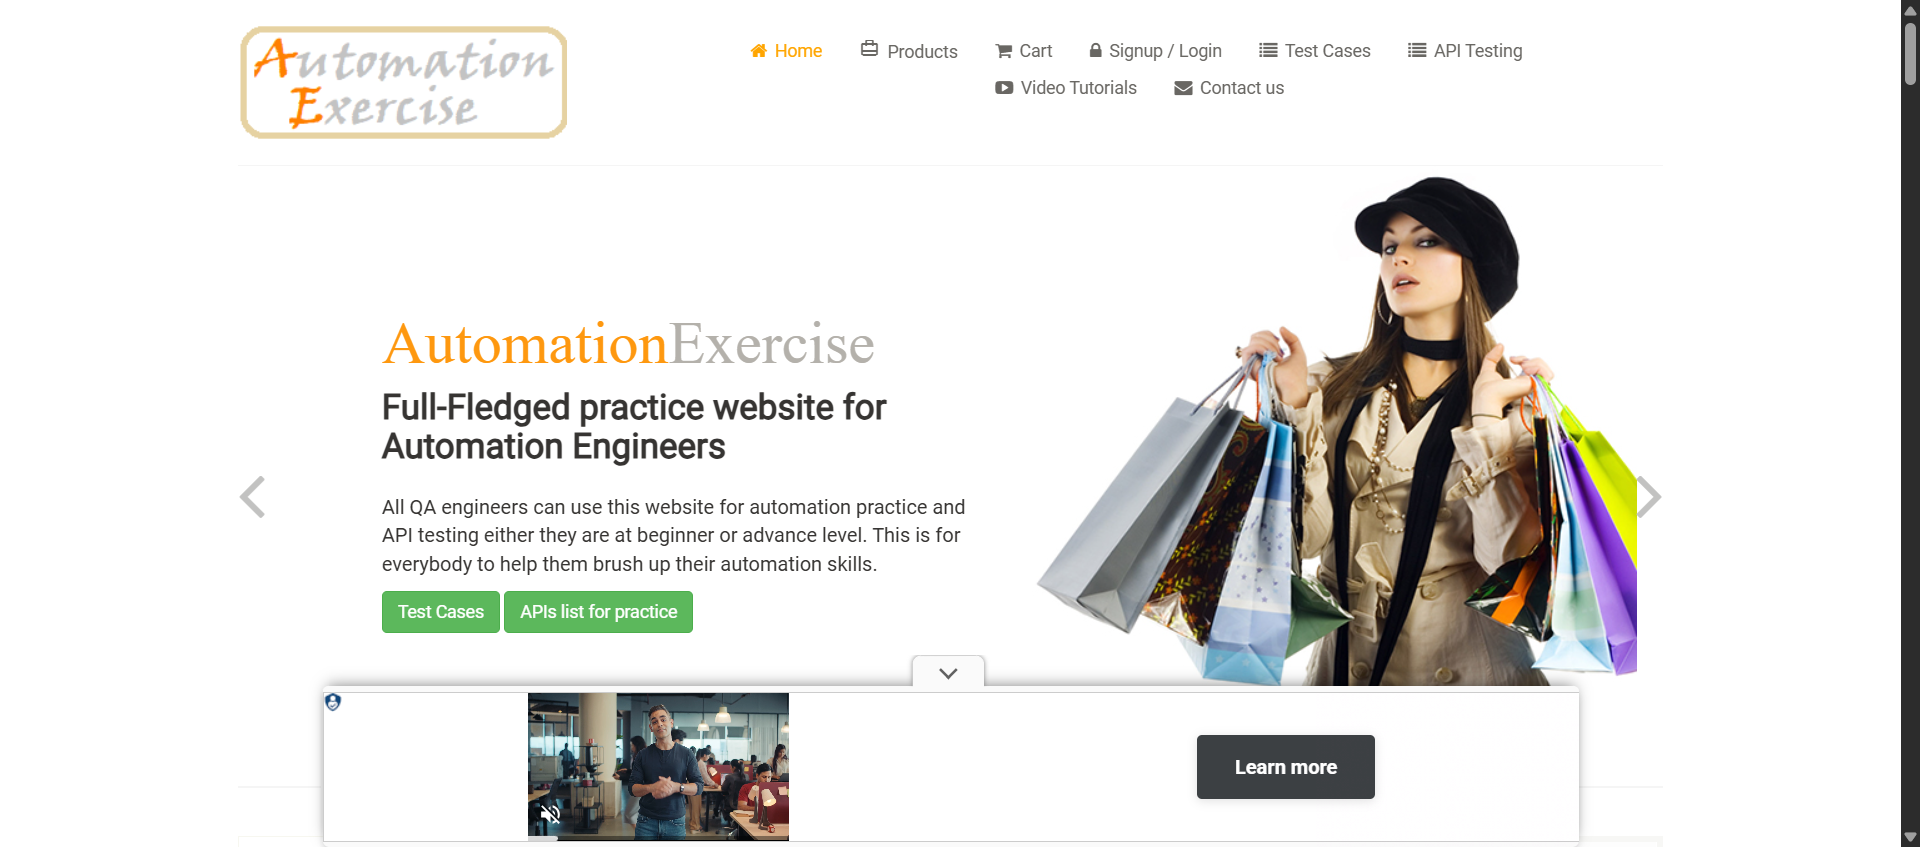 Automation
Exercise
Home
Products
Cart
Signup / Login
Test Cases
API Testing
Video Tutorials
Contact us
AutomationExercise
Full-Fledged practice website for
Automation Engineers
All QA engineers can use this website for automation practice and
API testing either they are at beginner or advance level. This is for
everybody to help them brush up their automation skills.
Test Cases
APIs list for practice
Learn more